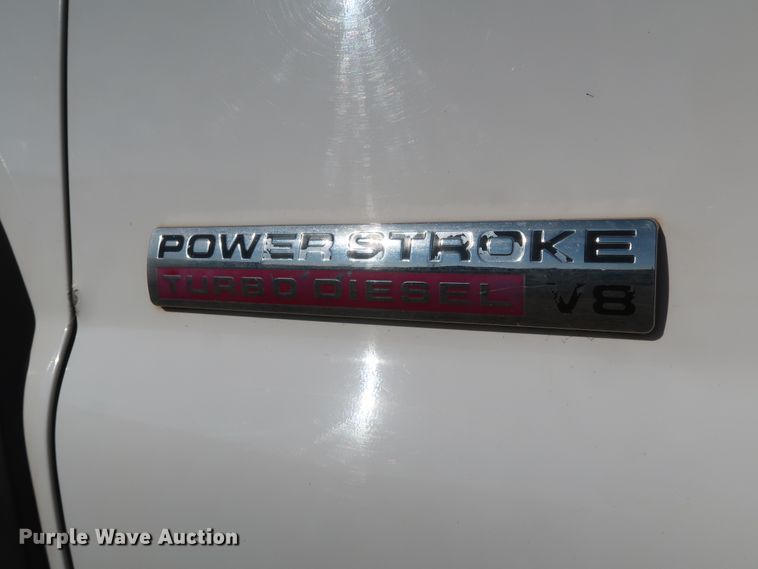 POWER STROKE
TURBO DIESEL V8
Purple Wave Auction